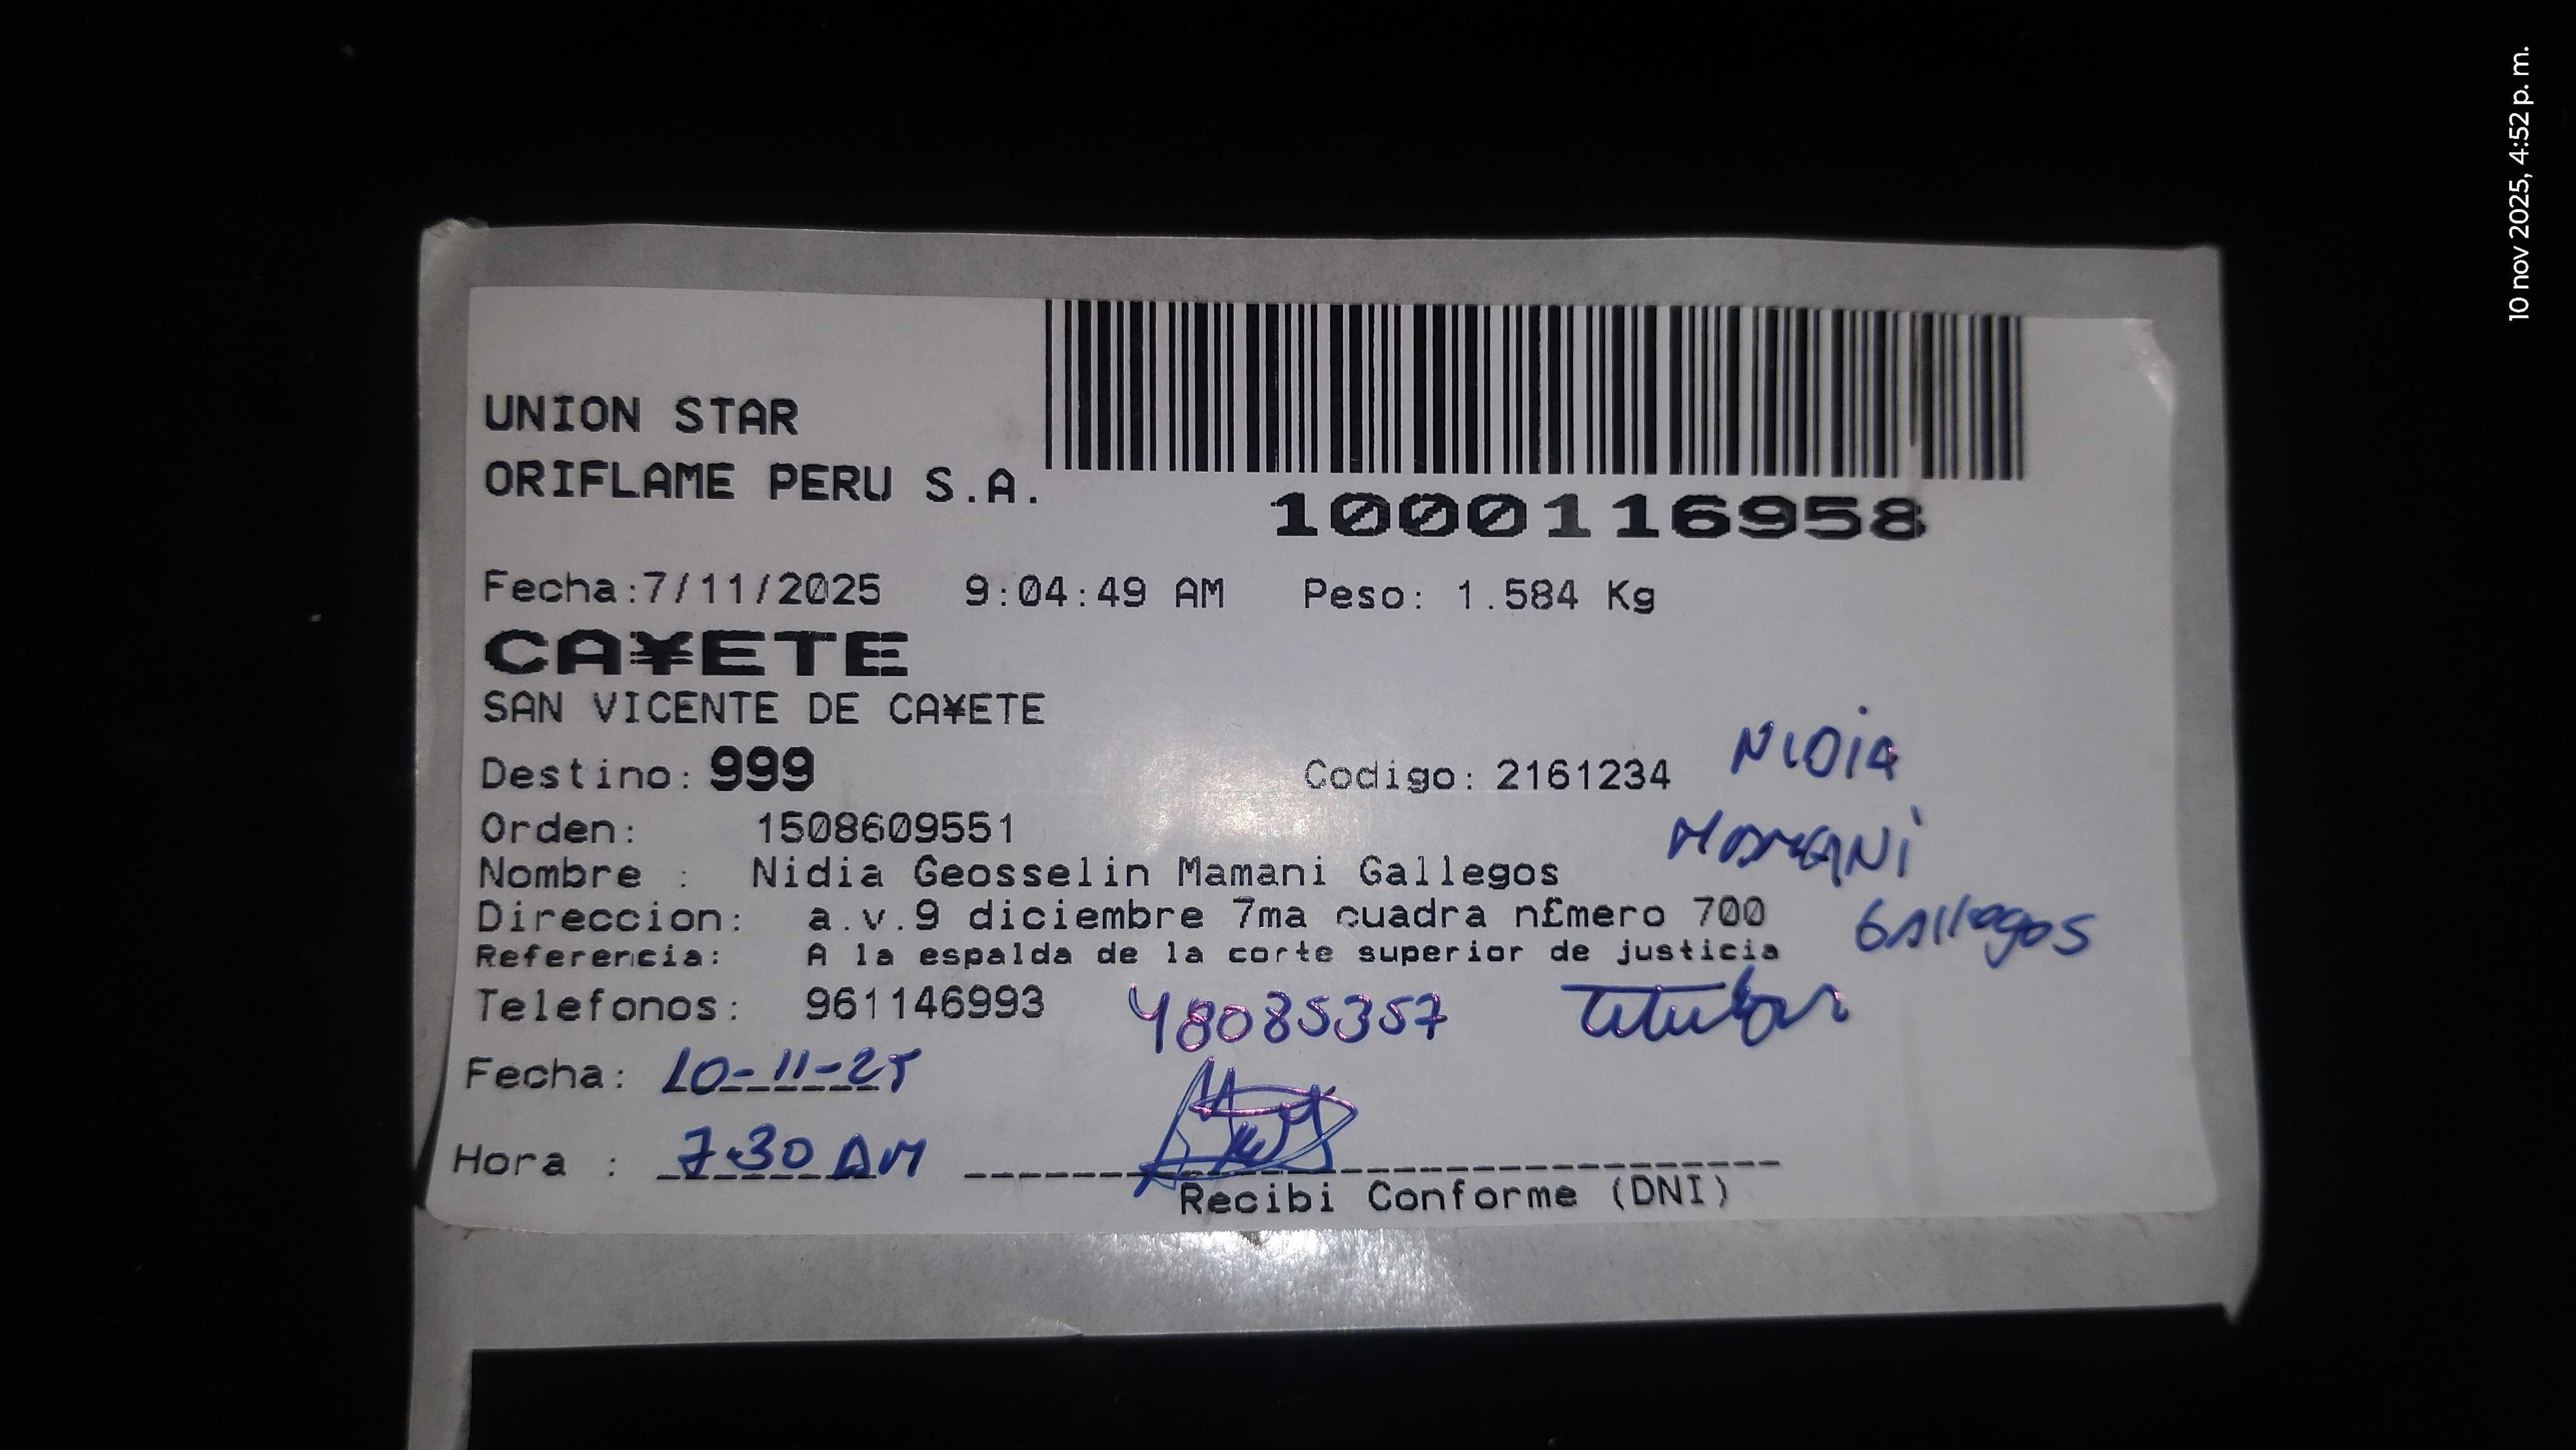 10 nov 2025, 4:52 p. m.
UNION STAR
ORIFLAME PERU S.A.
1000116958
Fecha:7/11/2025 9:04:49 AM Peso: 1.584 Kg
CA¥ETE
SAN VICENTE DE CA¥ETE
Destino: 999 Codigo: 2161234 NIDIA
Orden: 1508609551
MAMANI
Nombre : Nidia Geosselin Mamani Gallegos
Direccion: a.v.9 diciembre 7ma cuadra n£mero 700 GAllegos
Referencia: A la espalda de la corte superior de justicia
Telefonos: 961146993 48085357 Titular
Fecha: 10-11-25
Hora : 7:30 AM
Recibi Conforme (DNI)